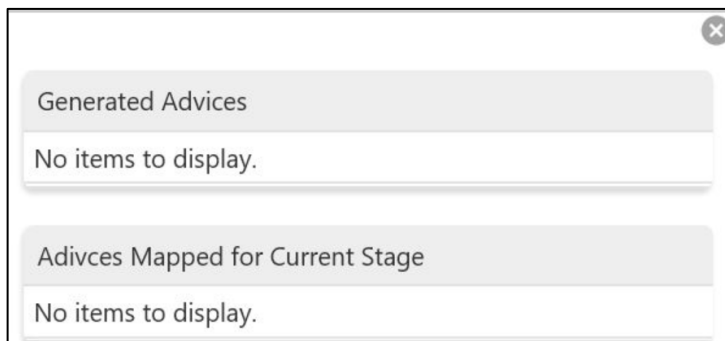 Generated Advices
No items to display.
Adivces Mapped for Current Stage
No items to display.